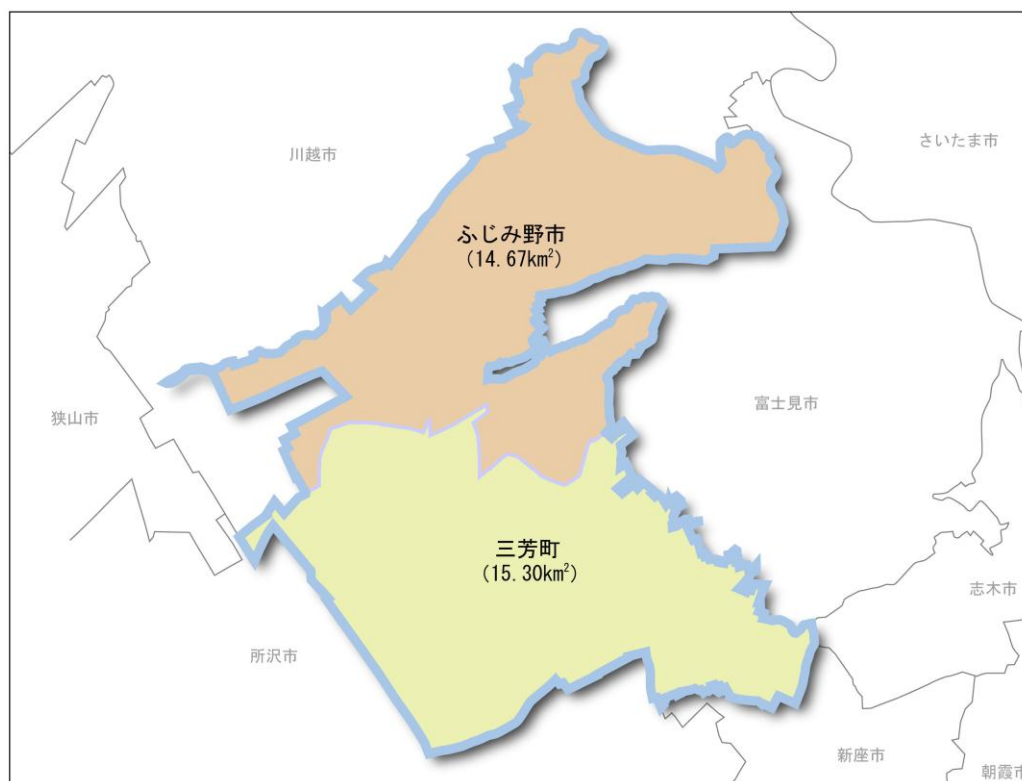 さいたま市
川越市
ふじみ野市
(14.67km²)
富士見市
狭山市
三芳町
(15.30km²)
志木市
所沢市
新座市
朝霞市